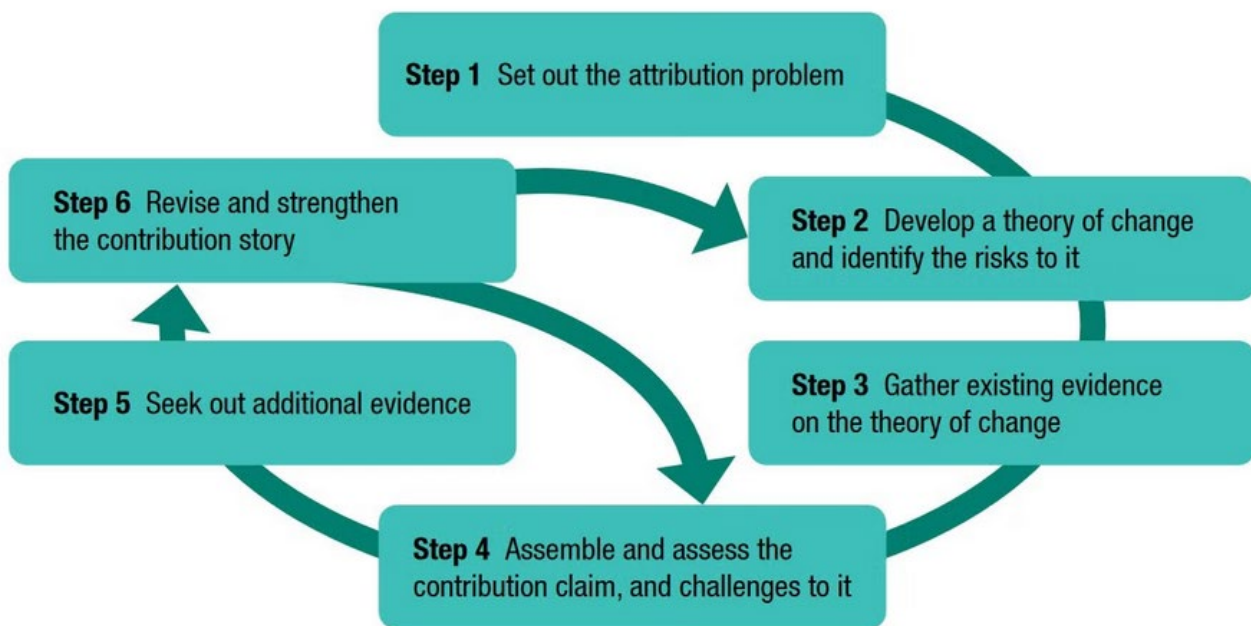 Step 1 Set out the attribution problem
Step 2 Develop a theory of change
and identify the risks to it
Step 3 Gather existing evidence
on the theory of change
Step 4 Assemble and assess the
contribution claim, and challenges to it
Step 5 Seek out additional evidence
Step 6 Revise and strengthen
the contribution story